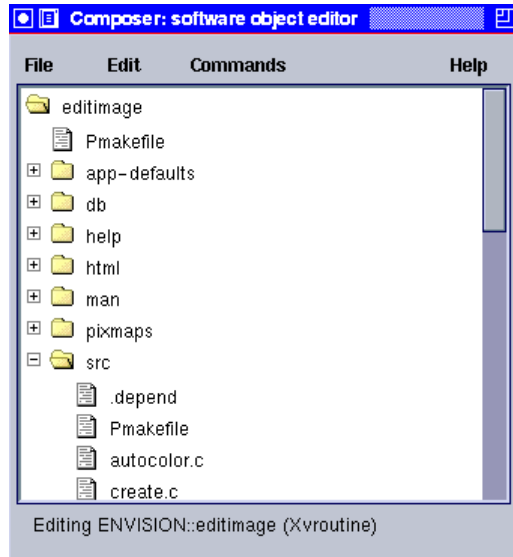 Composer: software object editor
File Edit Commands Help
editimage
Pmakefile
app-defaults
db
help
html
man
pixmaps
src
.depend
Pmakefile
autocolor.c
create.c
Editing ENVISION::editimage (Xvroutine)